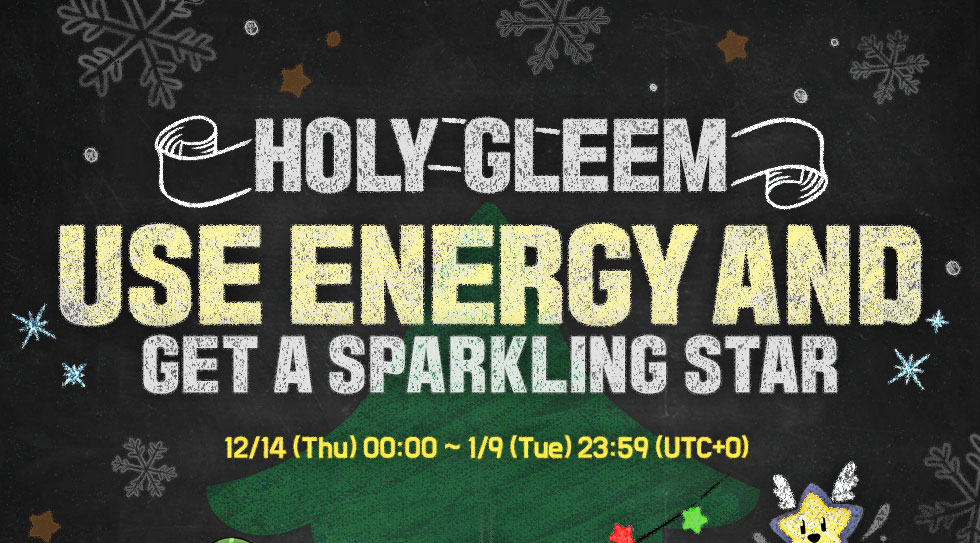 HOLY GLEEM
USE ENERGY AND
GET A SPARKLING STAR
12/14 (Thu) 00:00 ~ 1/9 (Tue) 23:59 (UTC+0)